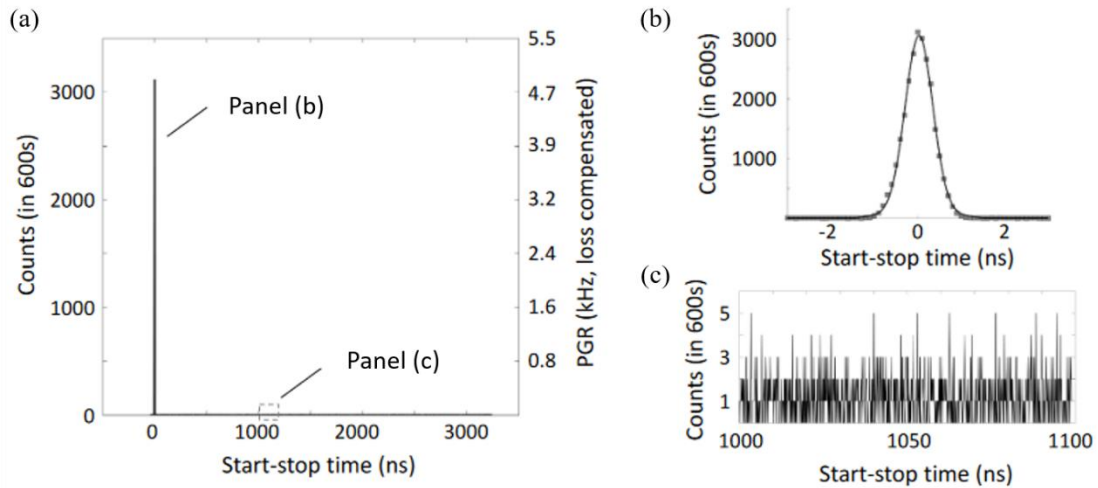 (a)
Counts (in 600s)
3000
2000
1000
0
0
1000
2000
3000
Start-stop time (ns)
5.5
4.7
3.9
3.2
2.4
1.6
0.8
PGR (kHz, loss compensated)
Panel (b)
Panel (c)
(b)
Counts (in 600s)
3000
2000
1000
-2
0
2
Start-stop time (ns)
(c)
Counts (in 600s)
5
3
1
1000
1050
1100
Start-stop time (ns)